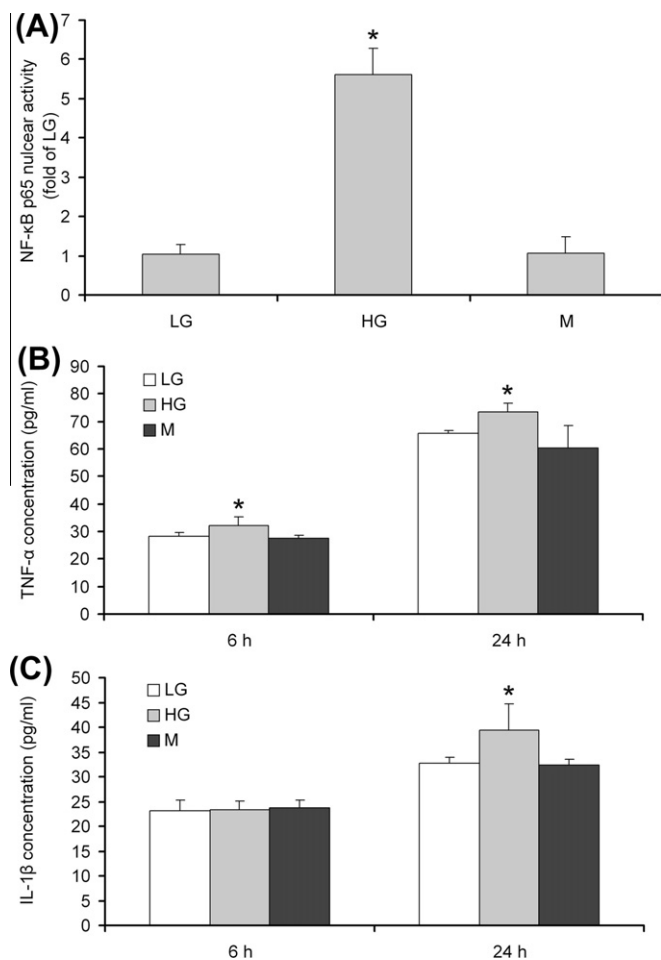 (A)
NF-κB p65 nulcear activity
(fold of LG)
7
6
5
4
3
2
1
0
*
LG HG M
(B)
TNF-α concentration (pg/ml)
90
80
70
60
50
40
30
20
10
0
LG
HG
M
*
*
6 h 24 h
(C)
IL-1β concentration (pg/ml)
50
45
40
35
30
25
20
15
10
5
0
LG
HG
M
*
6 h 24 h